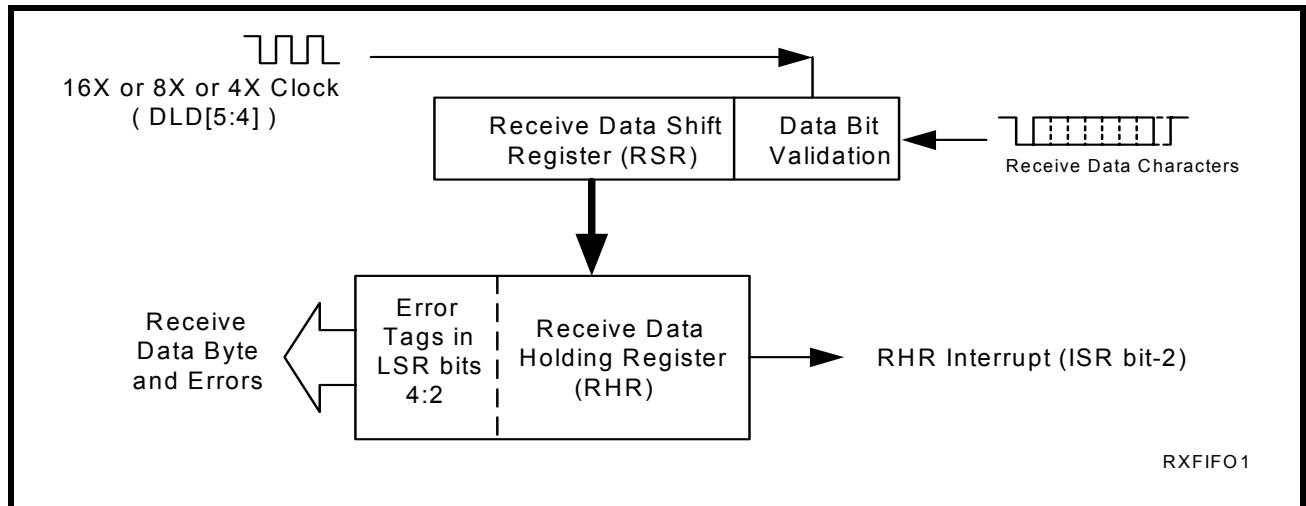 16X or 8X or 4X Clock
( DLD[5:4] )
Receive Data Shift
Register (RSR)
Data Bit
Validation
Receive Data Characters
Receive
Data Byte
and Errors
Error
Tags in
LSR bits
4:2
Receive Data
Holding Register
(RHR)
RHR Interrupt (ISR bit-2)
RXFIFO1